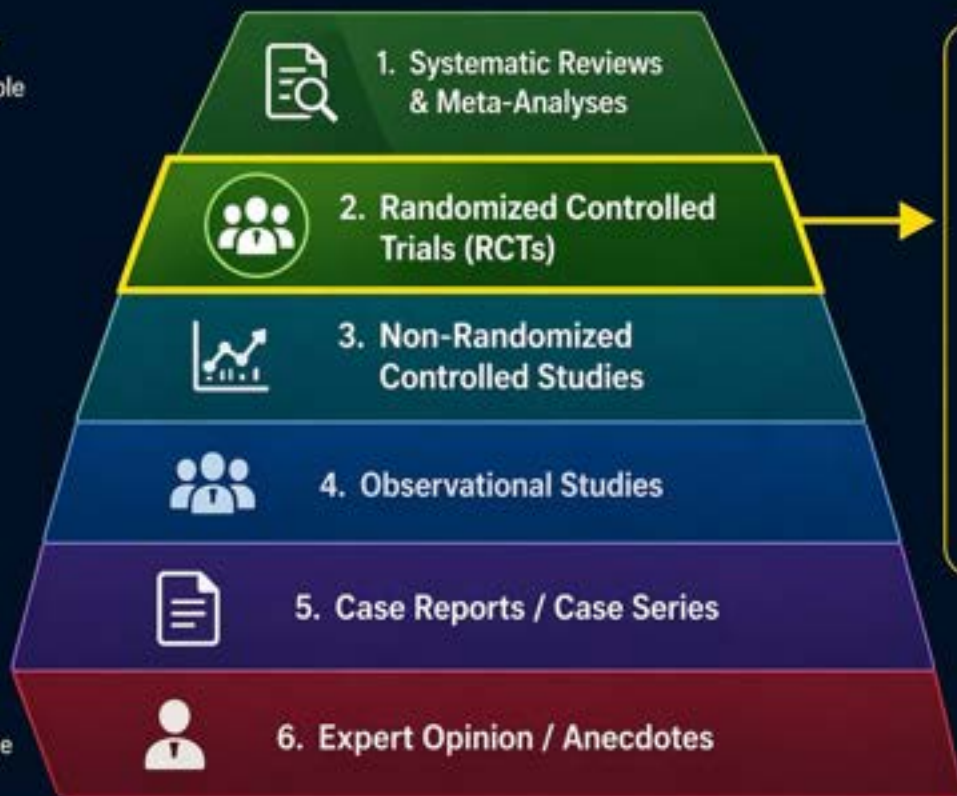 1. Systematic Reviews
& Meta-Analyses
2. Randomized Controlled
Trials (RCTs)
3. Non-Randomized
Controlled Studies
4. Observational Studies
5. Case Reports / Case Series
6. Expert Opinion / Anecdotes